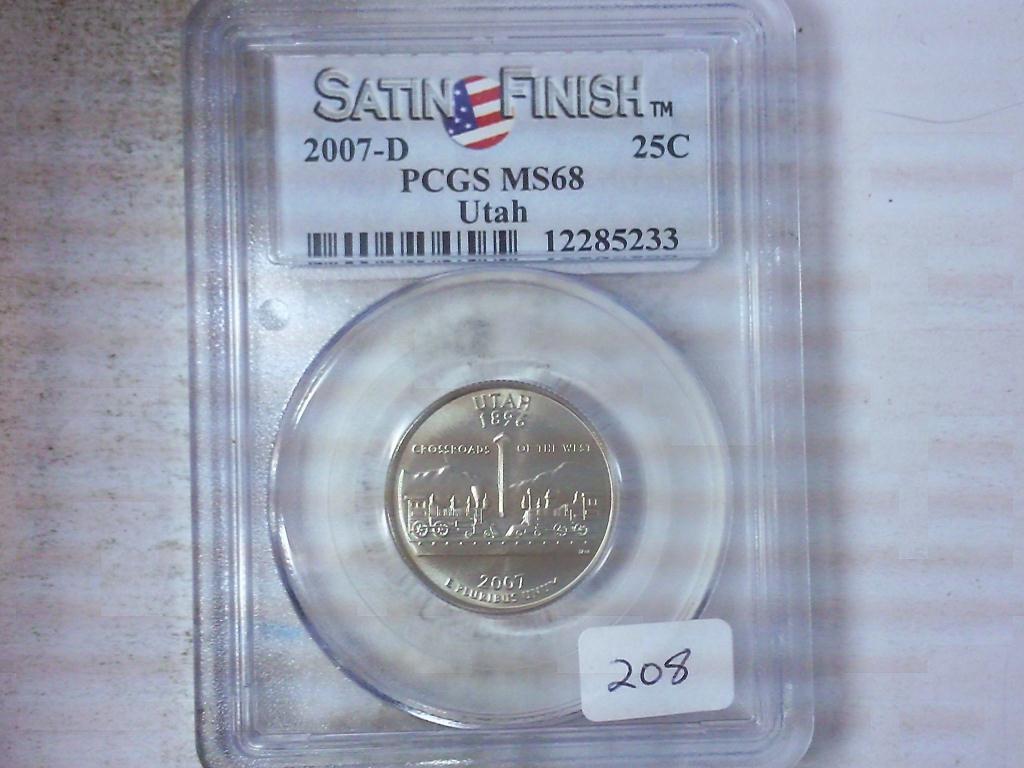 SATIN FINISH™
2007-D 25C
PCGS MS68
Utah
12285233
UTAH
1896
CROSSROADS OF THE WEST
2007
E PLURIBUS UNUM
208